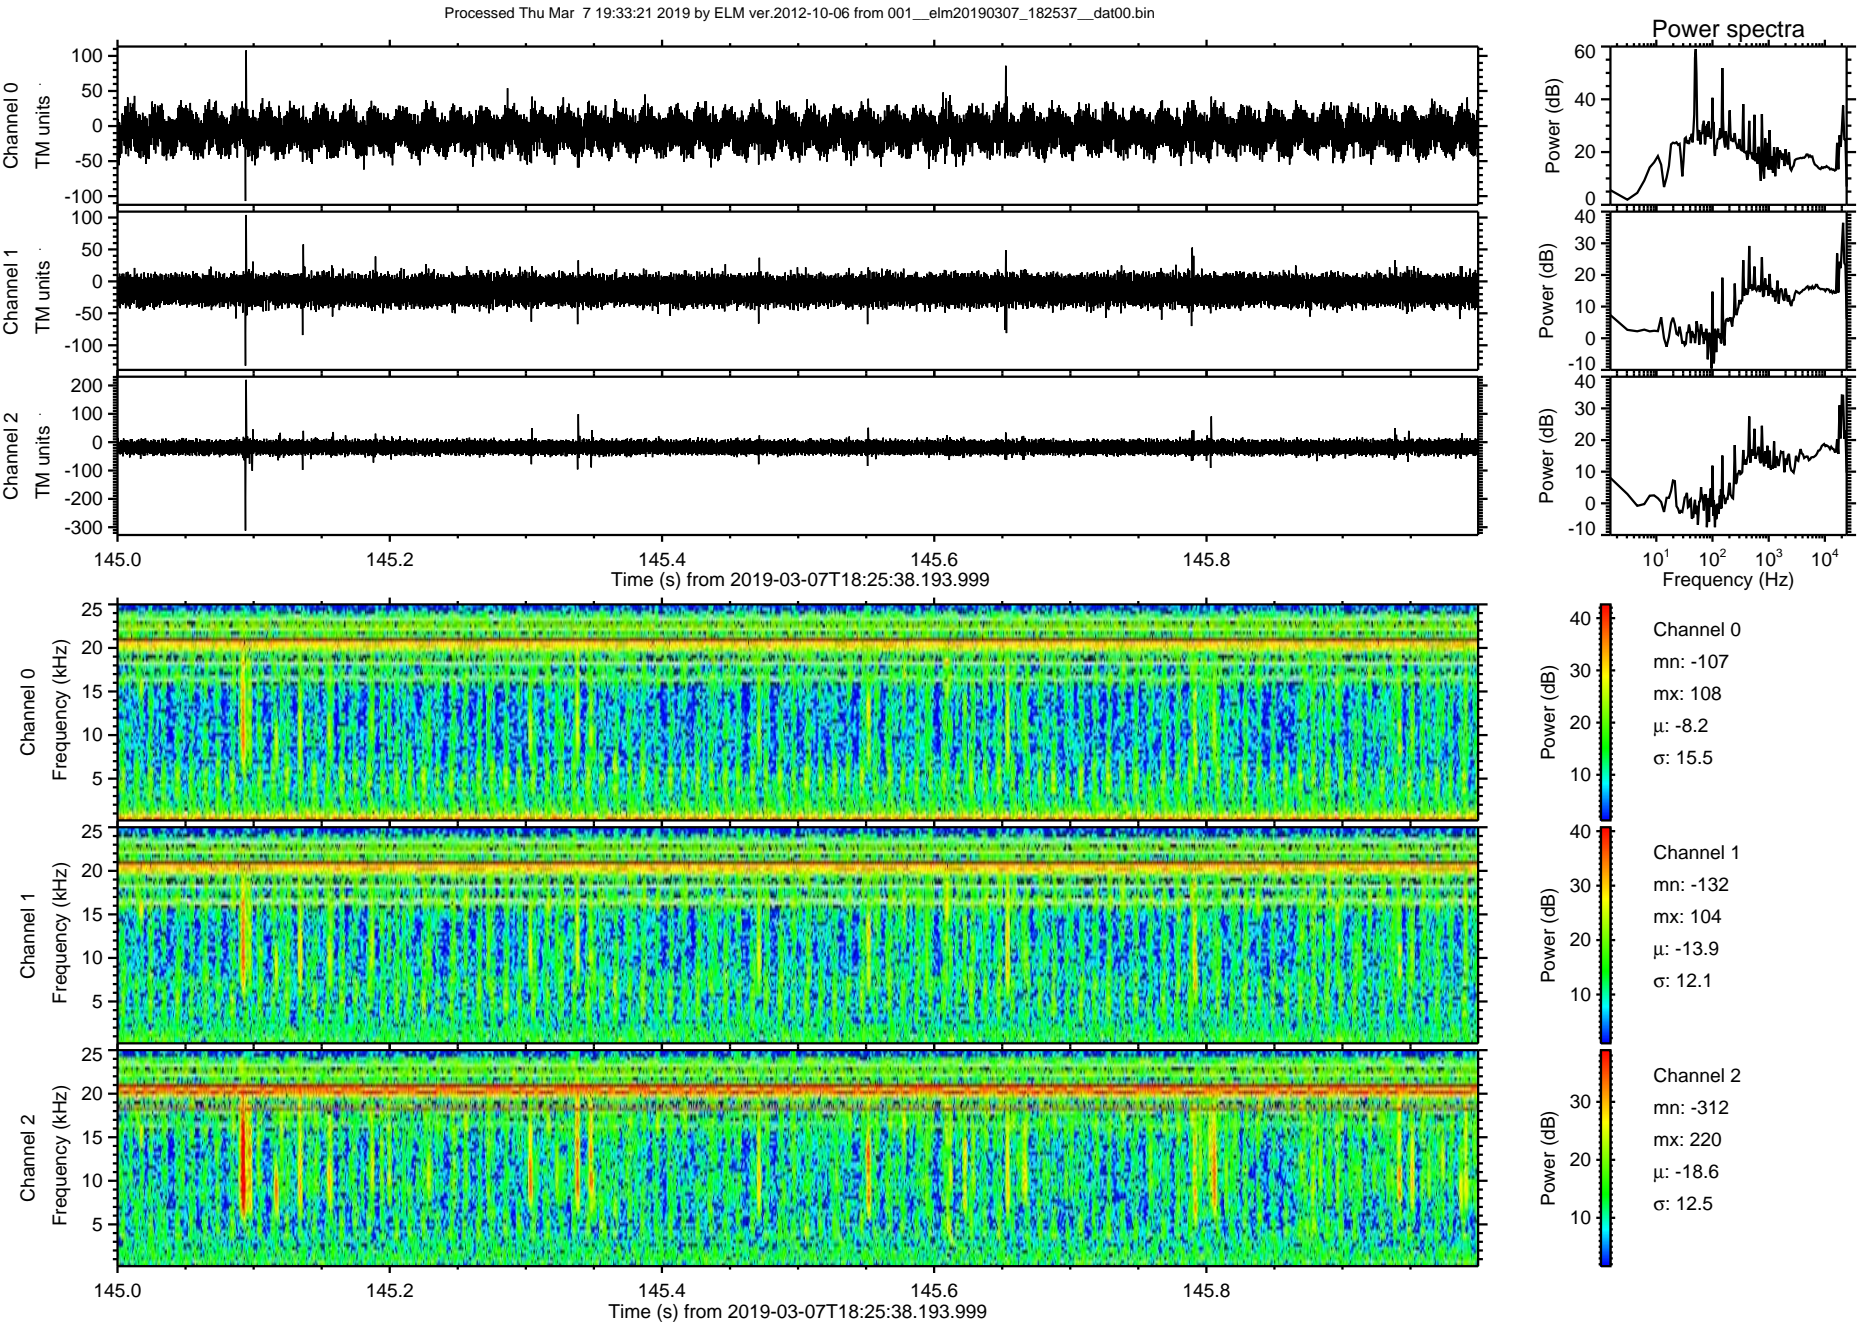 Processed Thu Mar  7 19:33:21 2019 by ELM ver.2012-10-06 from 001__elm20190307_182537__dat00.bin
Power spectra
Channel 0
TM units
100
50
0
-50
-100
Power (dB)
60
40
20
0
Channel 1
TM units
100
50
0
-50
-100
Power (dB)
40
30
20
10
0
-10
Channel 2
TM units
200
100
0
-100
-200
-300
Power (dB)
40
30
20
10
0
-10
145.0 145.2 145.4 145.6 145.8
Time (s) from 2019-03-07T18:25:38.193.999
10¹ 10² 10³ 10⁴
Frequency (Hz)
Channel 0
Frequency (kHz)
25
20
15
10
5
Power (dB)
40
30
20
10
Channel 0
mn: -107
mx: 108
μ: -8.2
σ: 15.5
Channel 1
Frequency (kHz)
25
20
15
10
5
Power (dB)
40
30
20
10
Channel 1
mn: -132
mx: 104
μ: -13.9
σ: 12.1
Channel 2
Frequency (kHz)
25
20
15
10
5
Power (dB)
30
20
10
Channel 2
mn: -312
mx: 220
μ: -18.6
σ: 12.5
145.0 145.2 145.4 145.6 145.8
Time (s) from 2019-03-07T18:25:38.193.999